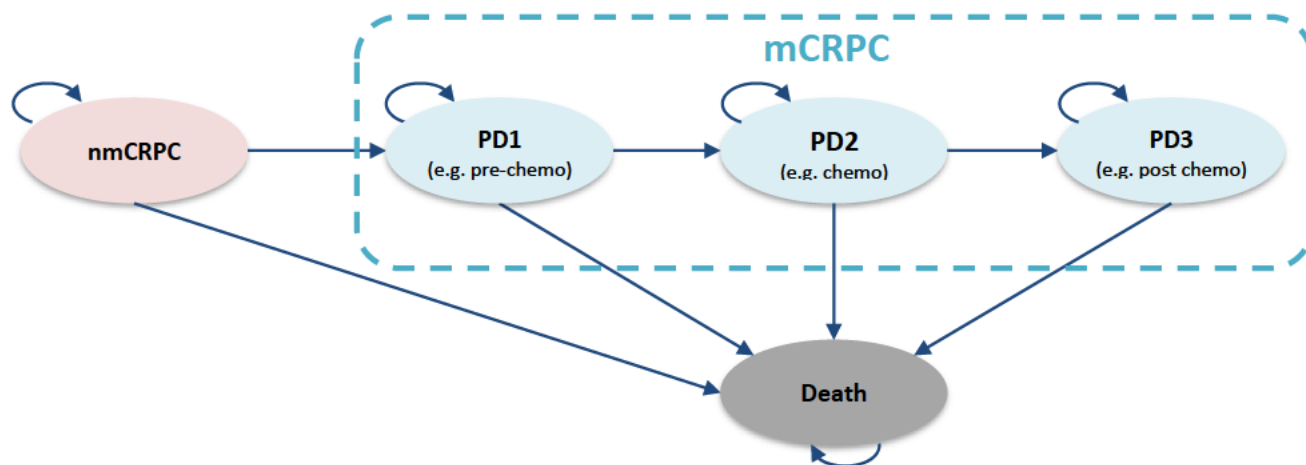 mCRPC
nmCRPC
PD1
(e.g. pre-chemo)
PD2
(e.g. chemo)
PD3
(e.g. post chemo)
Death